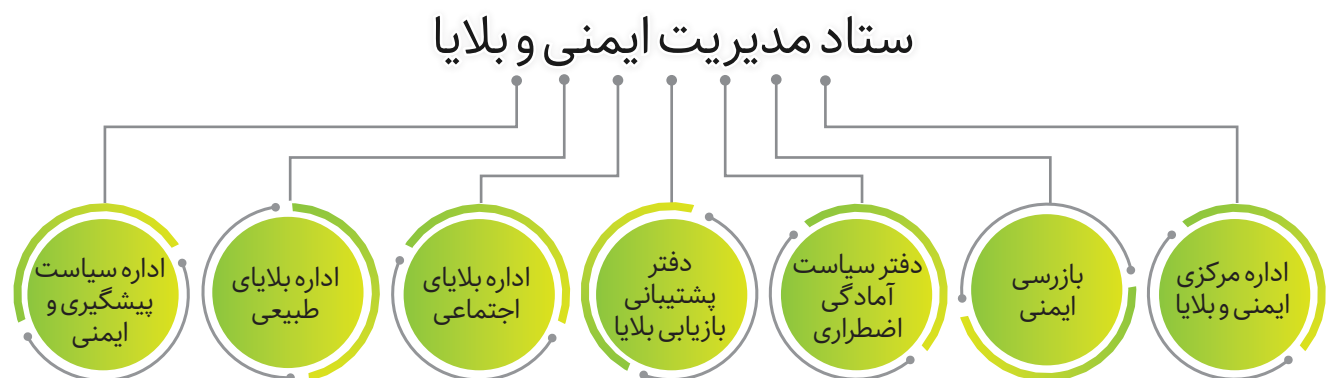 ستاد مدیریت ایمنی و بلایا
اداره مرکزی
ایمنی و بلایا
بازرسی
ایمنی
دفتر سیاست
آمادگی
اضطراری
دفتر
پشتیبانی
بازیابی بلایا
اداره بلایای
اجتماعی
اداره بلایای
طبیعی
اداره سیاست
پیشگیری و
ایمنی